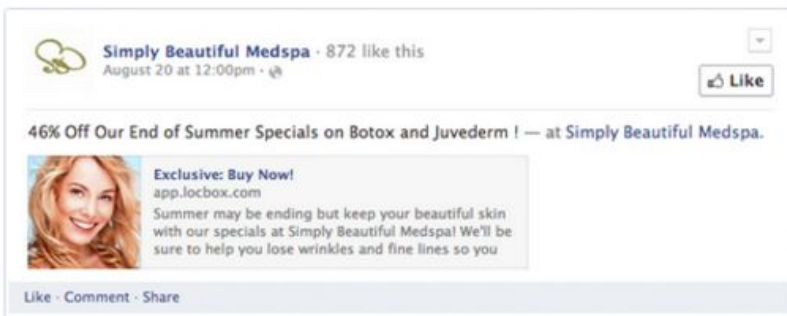 Simply Beautiful Medspa · 872 like this
August 20 at 12:00pm ·
Like
46% Off Our End of Summer Specials on Botox and Juvederm ! — at Simply Beautiful Medspa.
Exclusive: Buy Now!
app.locbox.com
Summer may be ending but keep your beautiful skin
with our specials at Simply Beautiful Medspa! We'll be
sure to help you lose wrinkles and fine lines so you
Like · Comment · Share